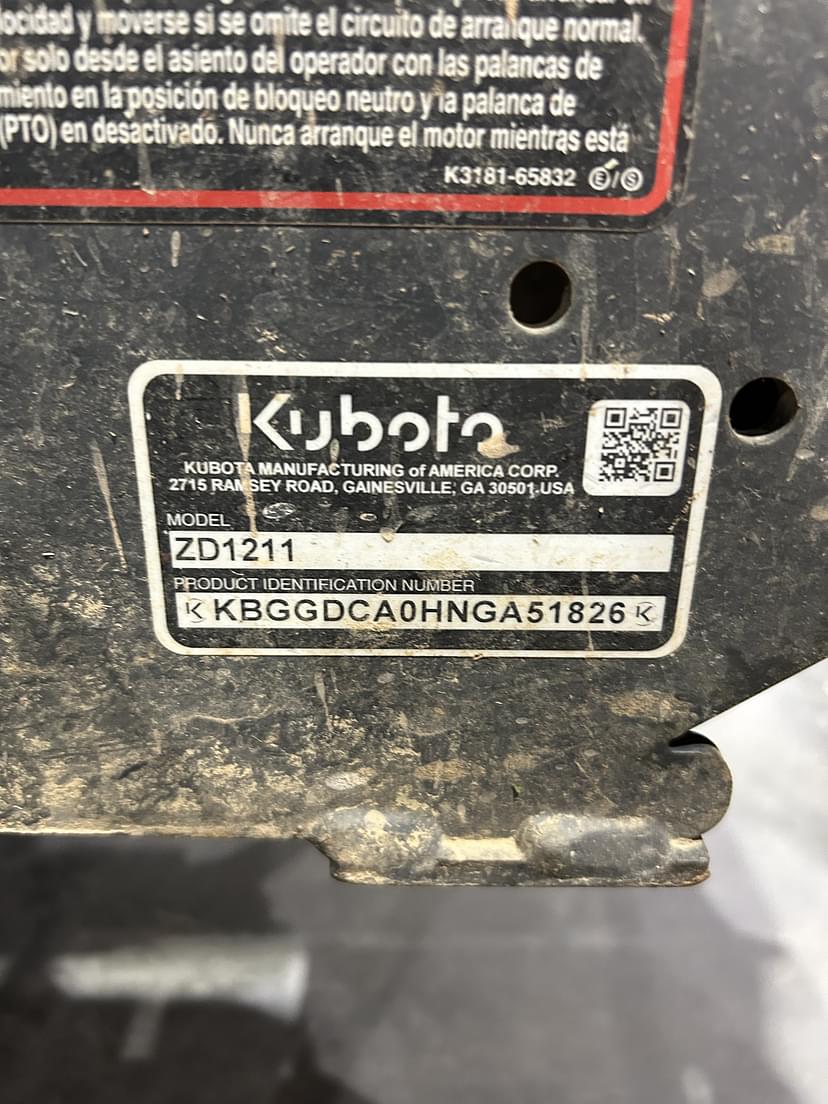 locidad y moverse si se omite el circuito de arranque normal.
or solo desde el asiento del operador con las palancas de
miento en la posición de bloqueo neutro y la palanca de
(PTO) en desactivado. Nunca arranque el motor mientras está
K3181-65832 E/S
Kubota
KUBOTA MANUFACTURING of AMERICA CORP.
2715 RAMSEY ROAD, GAINESVILLE, GA 30501 USA
MODEL
ZD1211
PRODUCT IDENTIFICATION NUMBER
KBGGDCA0HNGA51826